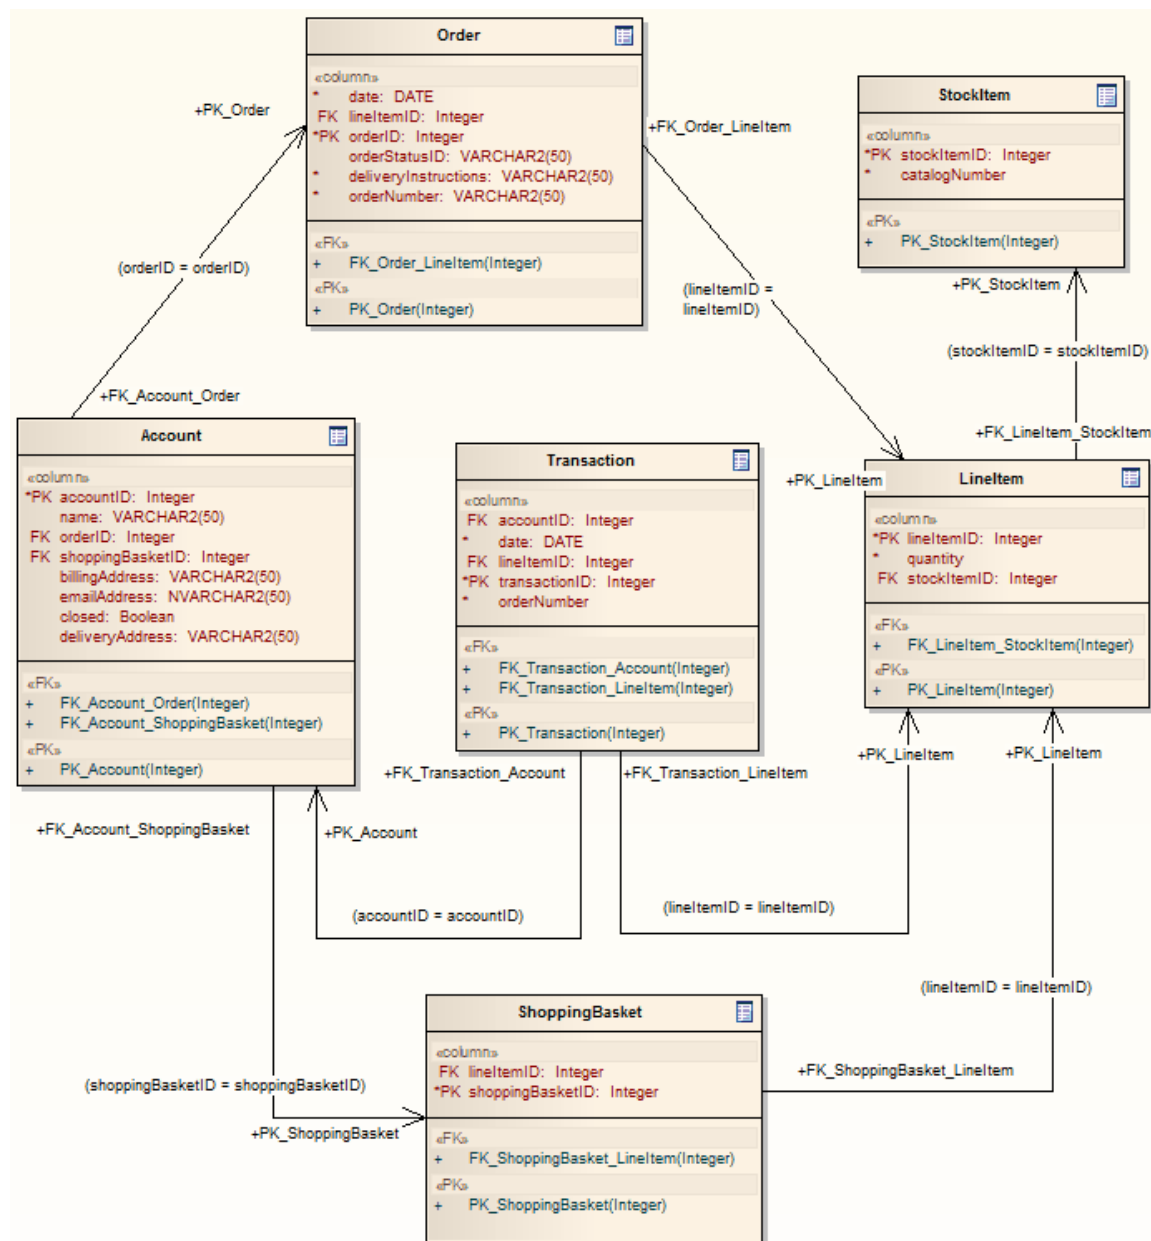 Order
«column»
* date: DATE
FK lineItemID: Integer
*PK orderID: Integer
orderStatusID: VARCHAR2(50)
* deliveryInstructions: VARCHAR2(50)
* orderNumber: VARCHAR2(50)
«FK»
+ FK_Order_LineItem(Integer)
«PK»
+ PK_Order(Integer)
+PK_Order
+FK_Order_LineItem
StockItem
«column»
*PK stockItemID: Integer
* catalogNumber
«PK»
+ PK_StockItem(Integer)
+PK_StockItem
(orderID = orderID)
(lineItemID =
lineItemID)
(stockItemID = stockItemID)
+FK_Account_Order
+FK_LineItem_StockItem
Account
«column»
*PK accountID: Integer
name: VARCHAR2(50)
FK orderID: Integer
FK shoppingBasketID: Integer
billingAddress: VARCHAR2(50)
emailAddress: NVARCHAR2(50)
closed: Boolean
deliveryAddress: VARCHAR2(50)
«FK»
+ FK_Account_Order(Integer)
+ FK_Account_ShoppingBasket(Integer)
«PK»
+ PK_Account(Integer)
Transaction
«column»
FK accountID: Integer
* date: DATE
FK lineItemID: Integer
*PK transactionID: Integer
* orderNumber
«FK»
+ FK_Transaction_Account(Integer)
+ FK_Transaction_LineItem(Integer)
«PK»
+ PK_Transaction(Integer)
+PK_LineItem
LineItem
«column»
*PK lineItemID: Integer
* quantity
FK stockItemID: Integer
«FK»
+ FK_LineItem_StockItem(Integer)
«PK»
+ PK_LineItem(Integer)
+FK_Transaction_Account
+FK_Transaction_LineItem
+PK_LineItem
+PK_LineItem
+FK_Account_ShoppingBasket
+PK_Account
(accountID = accountID)
(lineItemID = lineItemID)
(lineItemID = lineItemID)
ShoppingBasket
«column»
FK lineItemID: Integer
*PK shoppingBasketID: Integer
«FK»
+ FK_ShoppingBasket_LineItem(Integer)
«PK»
+ PK_ShoppingBasket(Integer)
(shoppingBasketID = shoppingBasketID)
+FK_ShoppingBasket_LineItem
+PK_ShoppingBasket